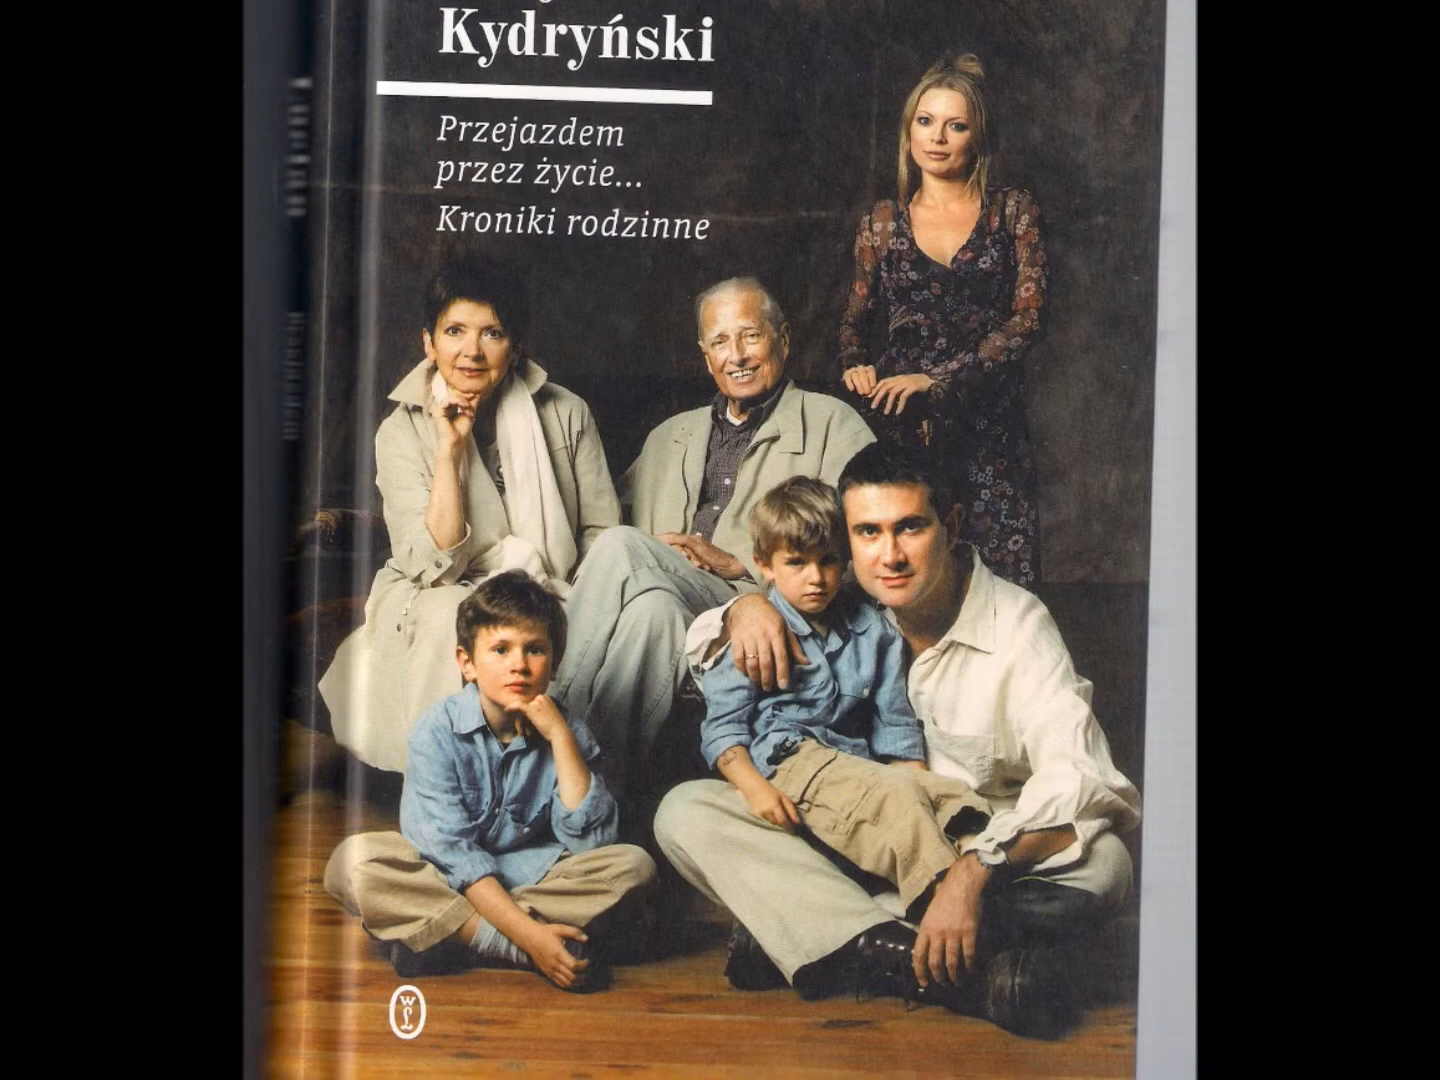 Kydryński
Przejazdem
przez życie...
Kroniki rodzinne
W
L